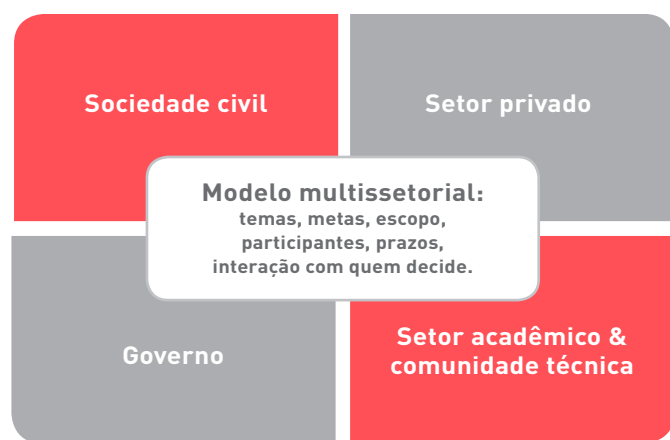 Sociedade civil
Setor privado
Modelo multissetorial:
temas, metas, escopo,
participantes, prazos,
interação com quem decide.
Governo
Setor acadêmico &
comunidade técnica